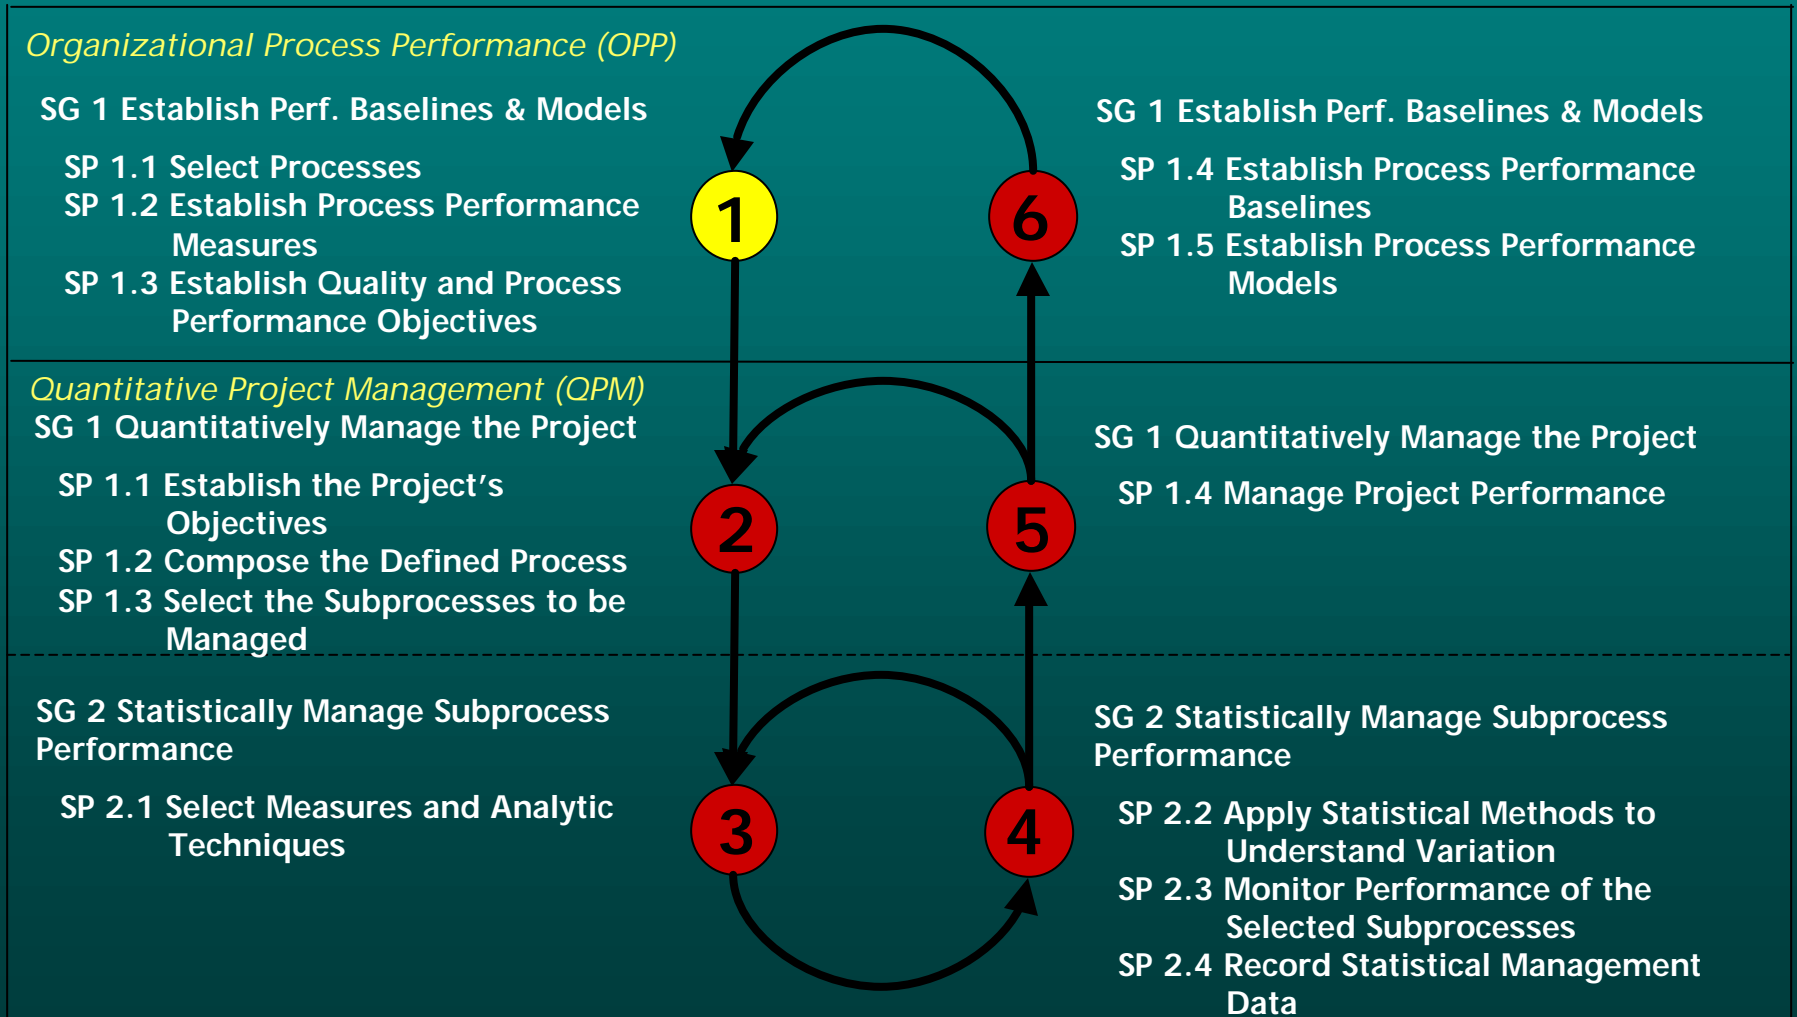 Organizational Process Performance (OPP)
SG 1 Establish Perf. Baselines & Models
SP 1.1 Select Processes
SP 1.2 Establish Process Performance
Measures
SP 1.3 Establish Quality and Process
Performance Objectives
1
6
SG 1 Establish Perf. Baselines & Models
SP 1.4 Establish Process Performance
Baselines
SP 1.5 Establish Process Performance
Models
Quantitative Project Management (QPM)
SG 1 Quantitatively Manage the Project
SP 1.1 Establish the Project's
Objectives
SP 1.2 Compose the Defined Process
SP 1.3 Select the Subprocesses to be
Managed
2
5
SG 1 Quantitatively Manage the Project
SP 1.4 Manage Project Performance
SG 2 Statistically Manage Subprocess
Performance
SP 2.1 Select Measures and Analytic
Techniques
3
4
SG 2 Statistically Manage Subprocess
Performance
SP 2.2 Apply Statistical Methods to
Understand Variation
SP 2.3 Monitor Performance of the
Selected Subprocesses
SP 2.4 Record Statistical Management
Data